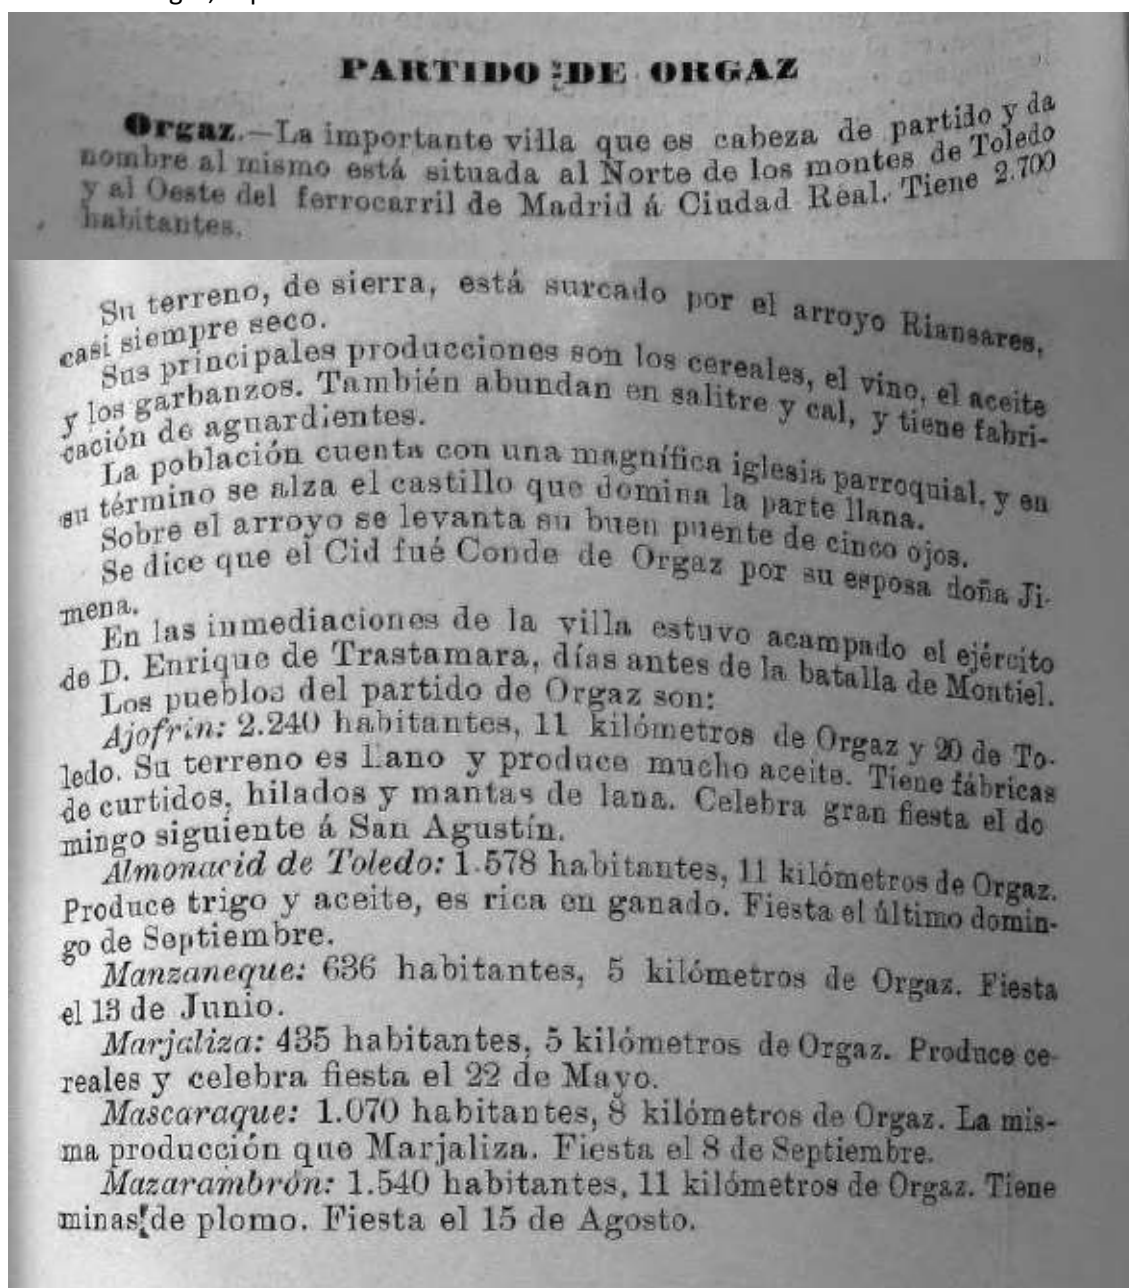 PARTIDO DE ORGAZ
Orgaz.—La importante villa que es cabeza de partido y da
nombre al mismo está situada al Norte de los montes de Toledo
y al Oeste del ferrocarril de Madrid á Ciudad Real. Tiene 2.700
habitantes.
Su terreno, de sierra, está surcado por el arroyo Riansares,
casi siempre seco.
Sus principales producciones son los cereales, el vino, el aceite
y los garbanzos. También abundan en salitre y cal, y tiene fabri-
cación de aguardientes.
La población cuenta con una magnífica iglesia parroquial, y en
su término se alza el castillo que domina la parte llana.
Sobre el arroyo se levanta su buen puente de cinco ojos.
Se dice que el Cid fué Conde de Orgaz por su esposa doña Ji-
mena.
En las inmediaciones de la villa estuvo acampado el ejército
de D. Enrique de Trastamara, días antes de la batalla de Montiel.
Los pueblos del partido de Orgaz son:
Ajofrín: 2.240 habitantes, 11 kilómetros de Orgaz y 20 de To-
ledo. Su terreno es Lano y produce mucho aceite. Tiene fábricas
de curtidos, hilados y mantas de lana. Celebra gran fiesta el do
mingo siguiente á San Agustín.
Almonacid de Toledo: 1.578 habitantes, 11 kilómetros de Orgaz.
Produce trigo y aceite, es rica en ganado. Fiesta el último domin-
go de Septiembre.
Manzaneque: 636 habitantes, 5 kilómetros de Orgaz. Fiesta
el 13 de Junio.
Marjaliza: 435 habitantes, 5 kilómetros de Orgaz. Produce ce-
reales y celebra fiesta el 22 de Mayo.
Mascaraque: 1.070 habitantes, 8 kilómetros de Orgaz. La mis-
ma producción que Marjaliza. Fiesta el 8 de Septiembre.
Mazarambrón: 1.540 habitantes, 11 kilómetros de Orgaz. Tiene
minas de plomo. Fiesta el 15 de Agosto.